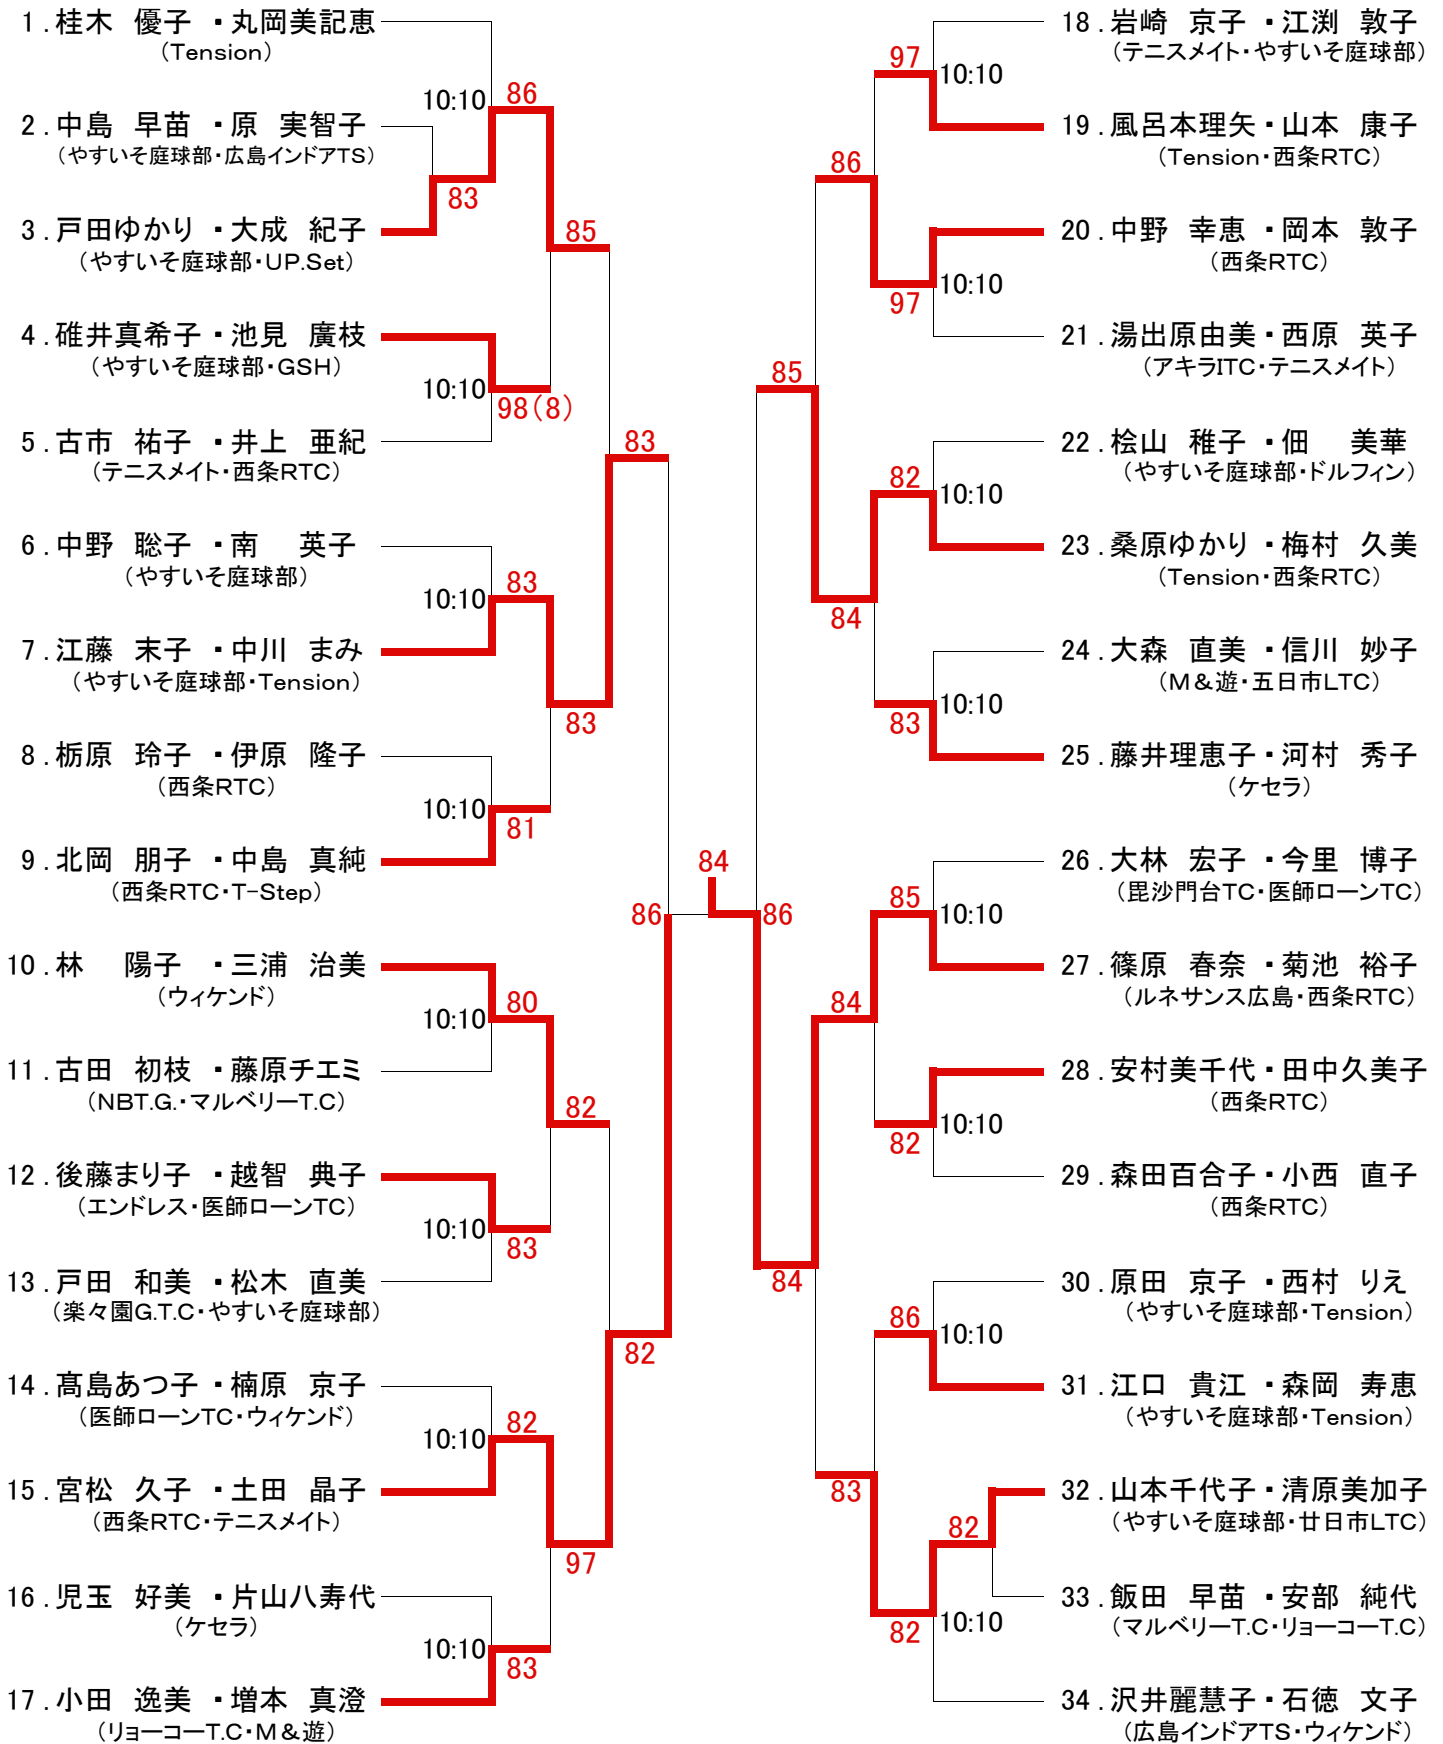 1.桂木 優子 ・丸岡美記恵
(Tension)
10:10
86
2.中島 早苗 ・原 実智子
(やすいそ庭球部・広島インドアTS)
83
3.戸田ゆかり ・大成 紀子
(やすいそ庭球部・UP.Set)
85
4.碓井真希子 ・池見 廣枝
(やすいそ庭球部・GSH)
10:10
98(8)
5.古市 祐子 ・井上 亜紀
(テニスメイト・西条RTC)
83
6.中野 聡子 ・南 英子
(やすいそ庭球部)
10:10
83
7.江藤 末子 ・中川 まみ
(やすいそ庭球部・Tension)
83
8.栃原 玲子 ・伊原 隆子
(西条RTC)
10:10
81
9.北岡 朋子 ・中島 真純
(西条RTC・T-Step)
86
84
86
10.林 陽子 ・三浦 治美
(ウィケンド)
10:10
80
11.古田 初枝 ・藤原チエミ
(NBT.G.・マルベリーT.C)
82
12.後藤まり子 ・越智 典子
(エンドレス・医師ローンTC)
10:10
83
13.戸田 和美 ・松木 直美
(楽々園G.T.C・やすいそ庭球部)
82
14.髙島あつ子 ・楠原 京子
(医師ローンTC・ウィケンド)
10:10
82
15.宮松 久子 ・土田 晶子
(西条RTC・テニスメイト)
97
16.児玉 好美 ・片山八寿代
(ケセラ)
10:10
83
17.小田 逸美 ・増本 真澄
(リョーコーT.C・M&遊)
18.岩崎 京子 ・江渕 敦子
(テニスメイト・やすいそ庭球部)
97
10:10
19.風呂本理矢・山本 康子
(Tension・西条RTC)
86
20.中野 幸恵 ・岡本 敦子
(西条RTC)
97
10:10
21.湯出原由美・西原 英子
(アキラITC・テニスメイト)
85
22.桧山 稚子 ・佃 美華
(やすいそ庭球部・ドルフィン)
82
10:10
23.桑原ゆかり ・梅村 久美
(Tension・西条RTC)
84
24.大森 直美 ・信川 妙子
(M&遊・五日市LTC)
83
10:10
25.藤井理恵子・河村 秀子
(ケセラ)
26.大林 宏子 ・今里 博子
(毘沙門台TC・医師ローンTC)
85
10:10
27.篠原 春奈 ・菊池 裕子
(ルネサンス広島・西条RTC)
84
28.安村美千代・田中久美子
(西条RTC)
82
10:10
29.森田百合子・小西 直子
(西条RTC)
84
30.原田 京子 ・西村 りえ
(やすいそ庭球部・Tension)
86
10:10
31.江口 貴江 ・森岡 寿恵
(やすいそ庭球部・Tension)
83
32.山本千代子・清原美加子
(やすいそ庭球部・廿日市LTC)
82
33.飯田 早苗 ・安部 純代
(マルベリーT.C・リョーコーT.C)
82
10:10
34.沢井麗慧子・石徳 文子
(広島インドアTS・ウィケンド)